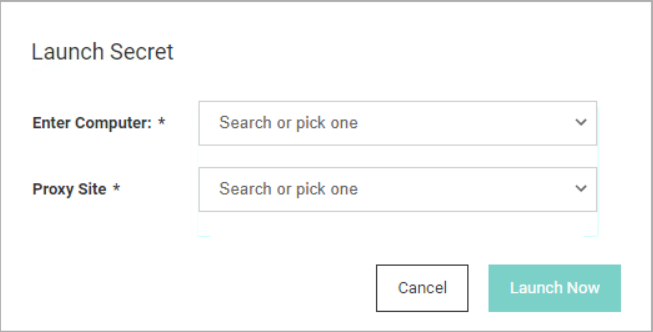 Launch Secret
Enter Computer: * Search or pick one
Proxy Site * Search or pick one
Cancel Launch Now